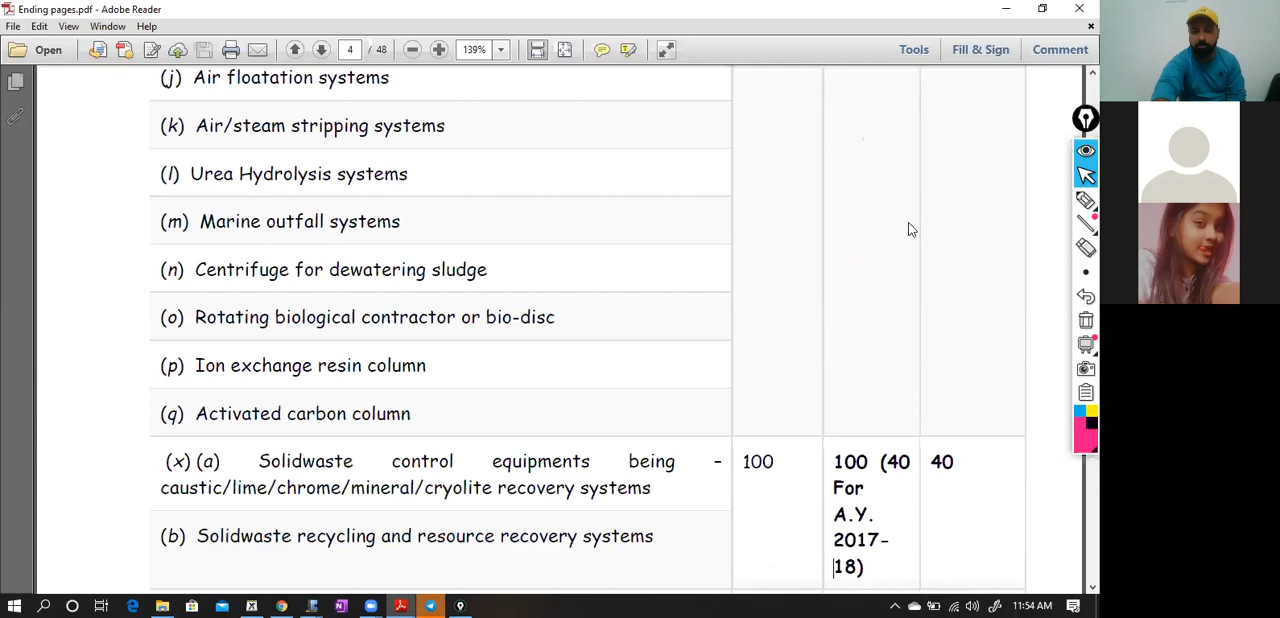 Ending pages.pdf - Adobe Reader
File Edit View Window Help
Open 4 / 48 139% Tools Fill & Sign Comment
(j) Air floatation systems
(k) Air/steam stripping systems
(l) Urea Hydrolysis systems
(m) Marine outfall systems
(n) Centrifuge for dewatering sludge
(o) Rotating biological contractor or bio-disc
(p) Ion exchange resin column
(q) Activated carbon column
(x) (a) Solidwaste control equipments being - 100 100 (40 40
caustic/lime/chrome/mineral/cryolite recovery systems For
A.Y.
(b) Solidwaste recycling and resource recovery systems 2017-
18)
11:54 AM